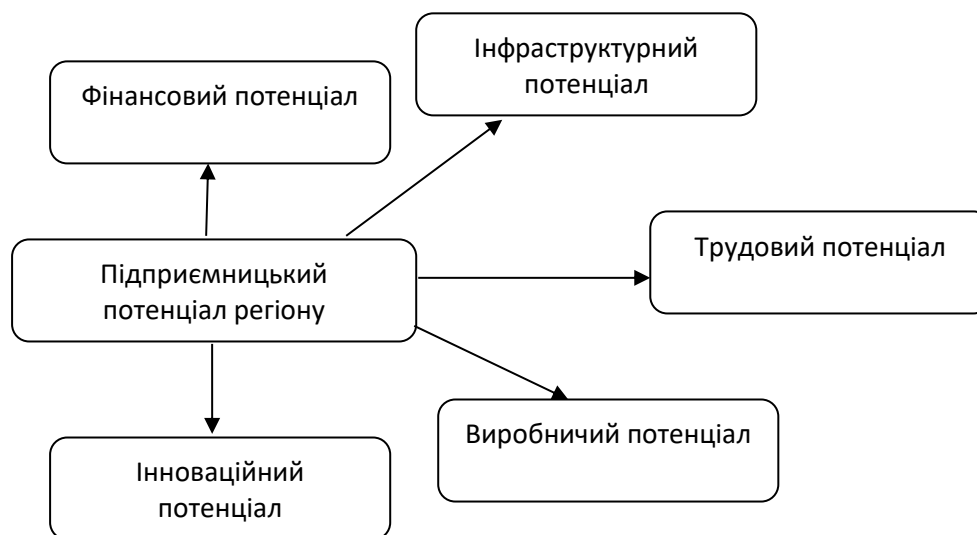 Інфраструктурний
потенціал
Фінансовий потенціал
Трудовий потенціал
Підприємницький
потенціал регіону
Виробничий потенціал
Інноваційний
потенціал